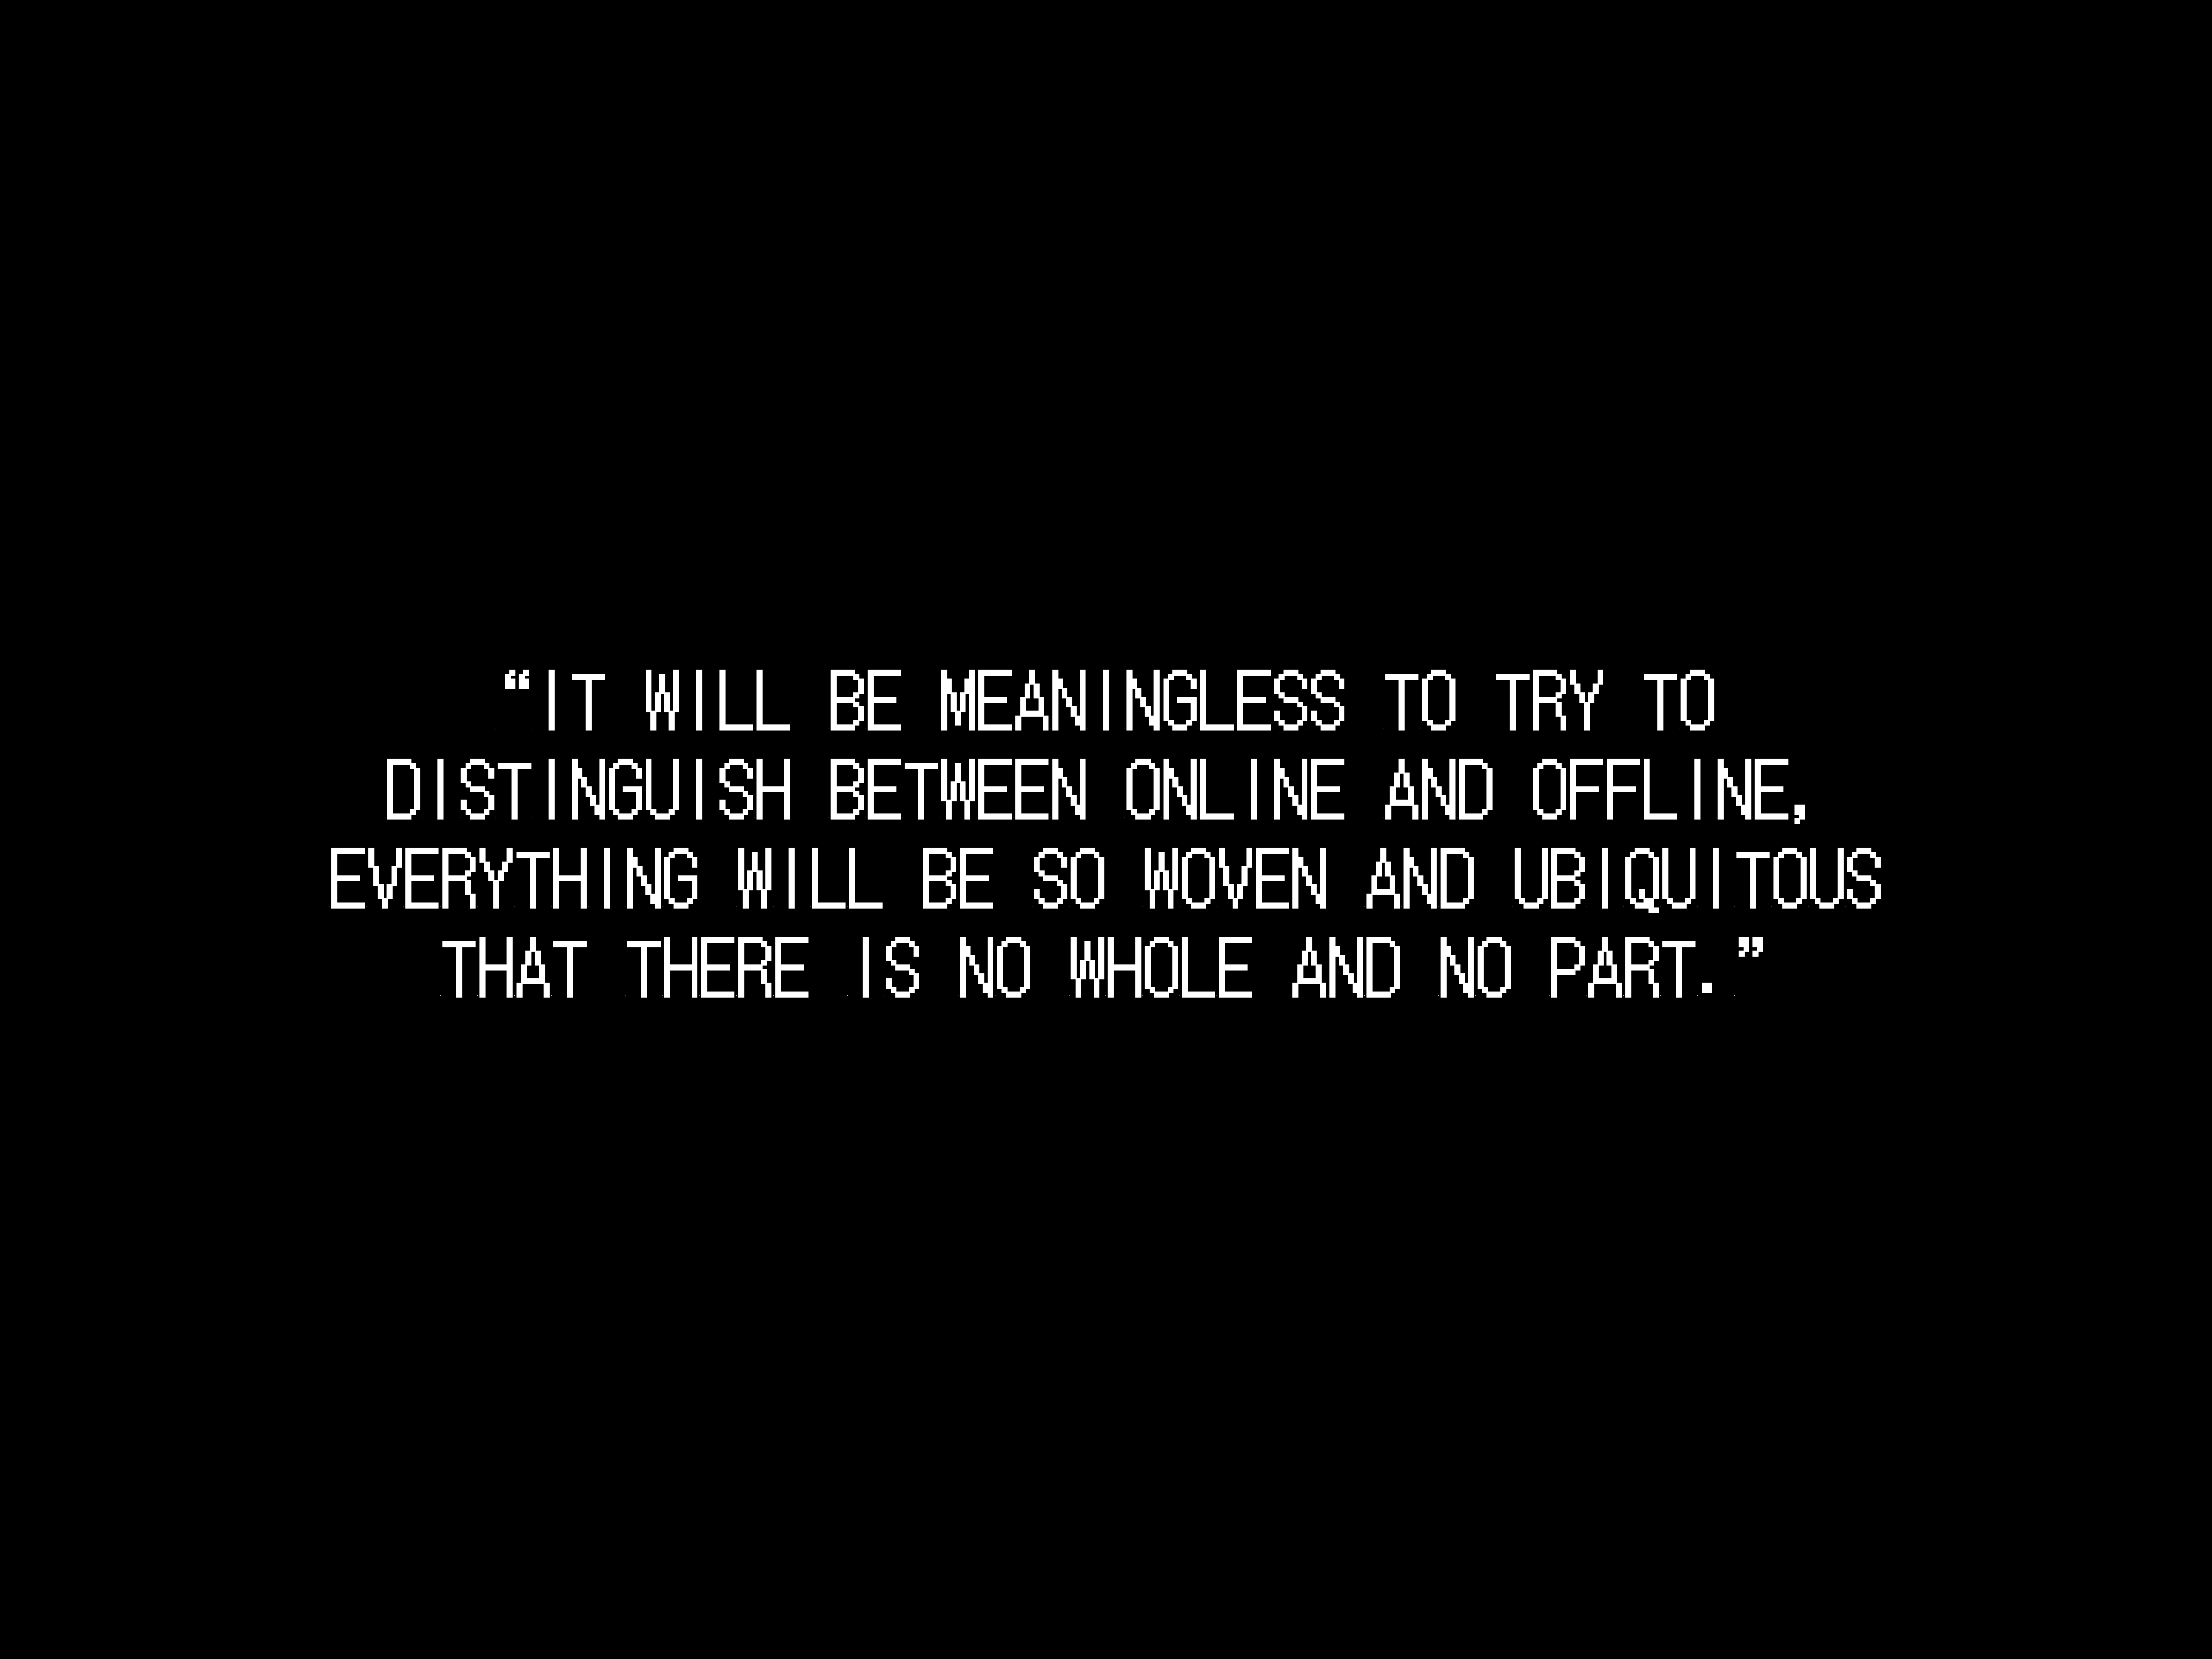 “IT WILL BE MEANINGLESS TO TRY TO
DISTINGUISH BETWEEN ONLINE AND OFFLINE,
EVERYTHING WILL BE SO WOVEN AND UBIQUITOUS
THAT THERE IS NO WHOLE AND NO PART.”